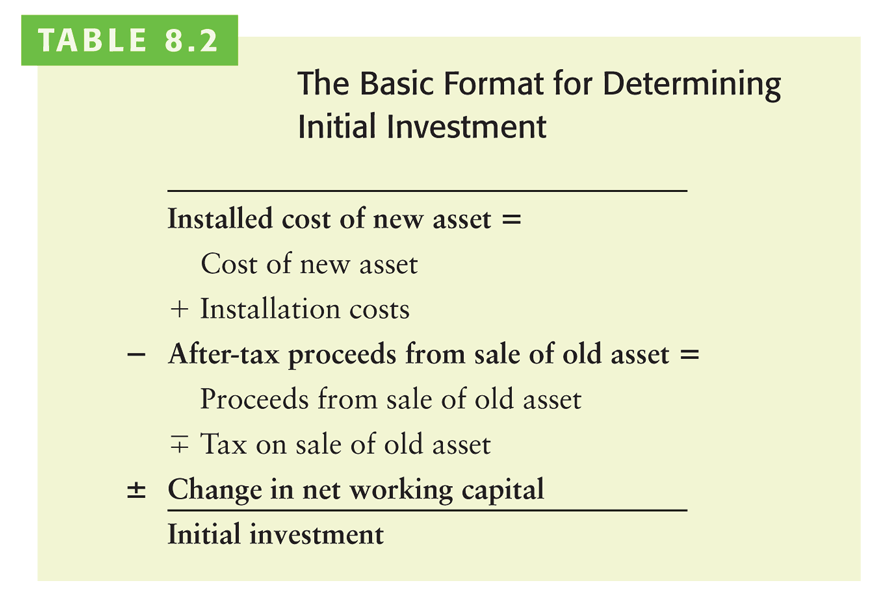 TABLE 8.2
The Basic Format for Determining
Initial Investment
Installed cost of new asset =
Cost of new asset
+ Installation costs
− After-tax proceeds from sale of old asset =
Proceeds from sale of old asset
∓ Tax on sale of old asset
± Change in net working capital
Initial investment